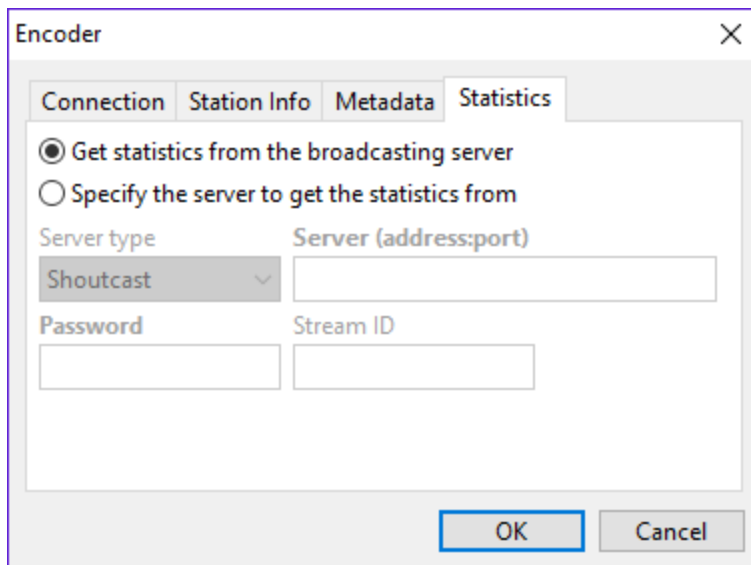 Encoder
Connection Station Info Metadata Statistics
Get statistics from the broadcasting server
Specify the server to get the statistics from
Server type Server (address:port)
Shoutcast
Password Stream ID
OK Cancel